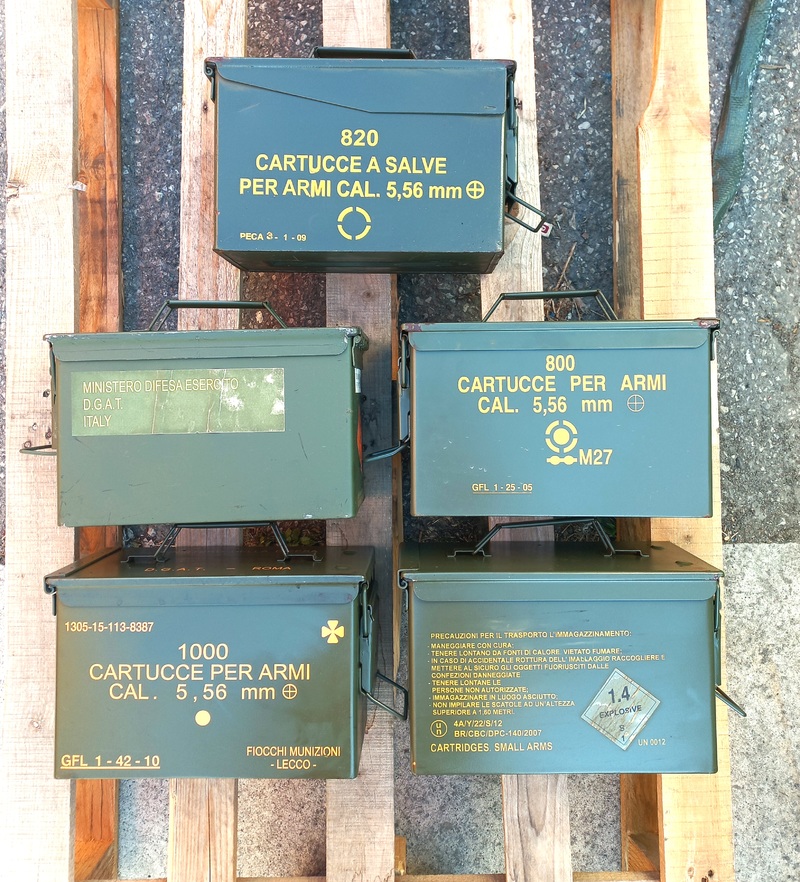 820
CARTUCCE A SALVE
PER ARMI CAL. 5,56 mm
PECA 3 - 1 - 09
MINISTERO DIFESA ESERCITO
D.G.A.T.
ITALY
800
CARTUCCE PER ARMI
CAL. 5,56 mm
M27
GFL 1 - 25 - 05
D.G.A.T. - ROMA
1305-15-113-8387
1000
CARTUCCE PER ARMI
CAL. 5,56 mm
GFL 1 - 42 - 10
FIOCCHI MUNIZIONI
- LECCO -
PRECAUZIONI PER IL TRASPORTO L'IMMAGAZZINAMENTO:
- MANEGGIARE CON CURA:
- TENERE LONTANO DA FONTI DI CALORE, VIETATO FUMARE;
- IN CASO DI ACCIDENTALE ROTTURA DELL'IMBALLAGGIO RACCOGLIERE E
METTERE AL SICURO GLI OGGETTI FUORIUSCITI DALLE
CONFEZIONI DANNEGGIATE
- TENERE LONTANE LE
PERSONE NON AUTORIZZATE;
- IMMAGAZZINARE IN LUOGO ASCIUTTO;
- NON IMPILARE LE SCATOLE AD UN'ALTEZZA
SUPERIORE A 1.60 METRI.
un
4A/Y/22/S/12
BR/CBC/DPC-140/2007
CARTRIDGES, SMALL ARMS
1.4
EXPLOSIVE
S
1
UN 0012